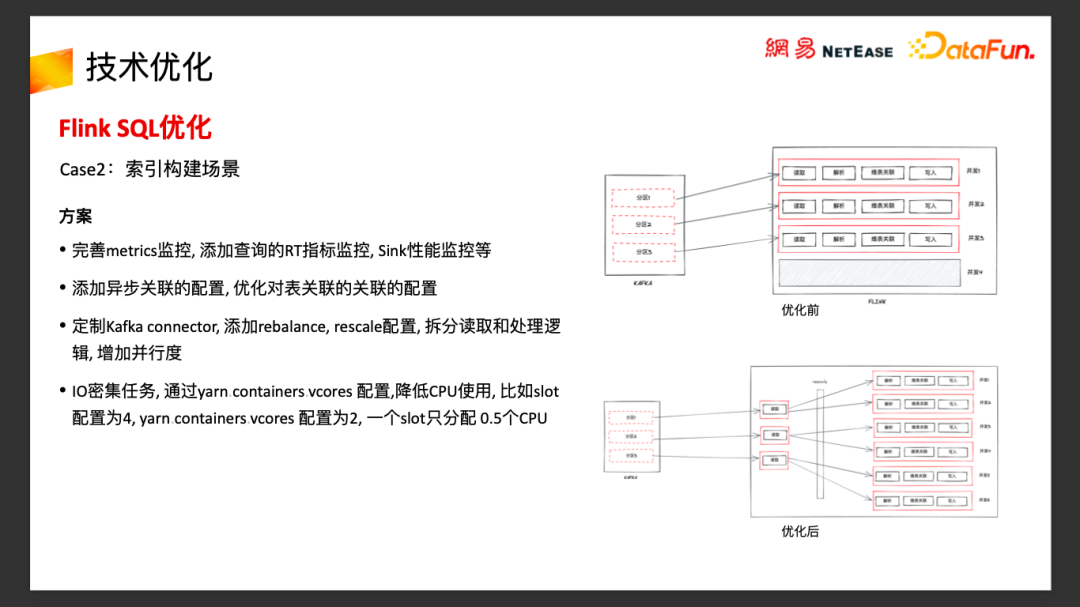 技术优化
網易 NETEASE
DataFun.
Flink SQL优化
Case2：索引构建场景
方案
• 完善metrics监控, 添加查询的RT指标监控, Sink性能监控等
• 添加异步关联的配置, 优化对表关联的关联的配置
• 定制Kafka connector, 添加rebalance, rescale配置, 拆分读取和处理逻
辑, 增加并行度
• IO密集任务, 通过yarn.containers.vcores 配置,降低CPU使用, 比如slot
配置为4, yarn.containers.vcores 配置为2, 一个slot只分配 0.5个CPU
分区1
分区2
分区3
KAFKA
读取 解析 维表关联 写入 并发1
读取 解析 维表关联 写入 并发2
读取 解析 维表关联 写入 并发3
并发4
FLINK
优化前
分区1
分区2
分区3
KAFKA
读取
读取
读取
rescale
解析 维表关联 写入 并发1
解析 维表关联 写入 并发2
解析 维表关联 写入 并发3
解析 维表关联 写入 并发4
解析 维表关联 写入 并发5
解析 维表关联 写入 并发6
优化后